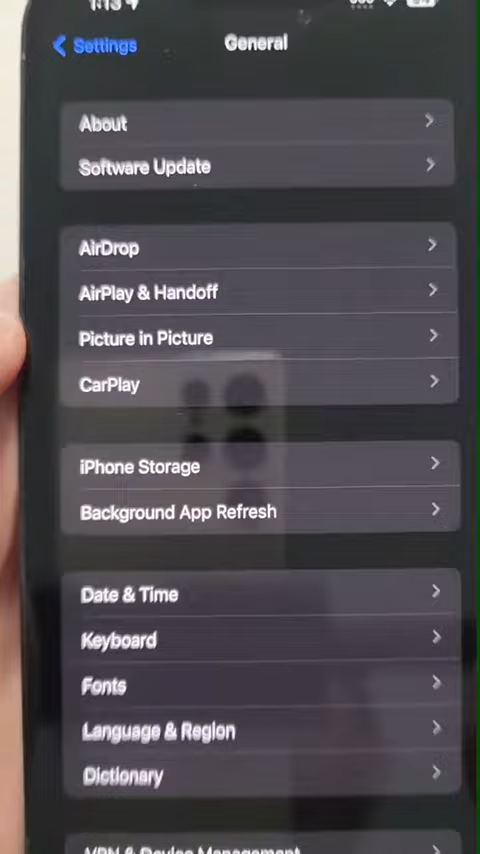 1:13
Settings
General
About
Software Update
AirDrop
AirPlay & Handoff
Picture in Picture
CarPlay
iPhone Storage
Background App Refresh
Date & Time
Keyboard
Fonts
Language & Region
Dictionary
VPN & Device Management